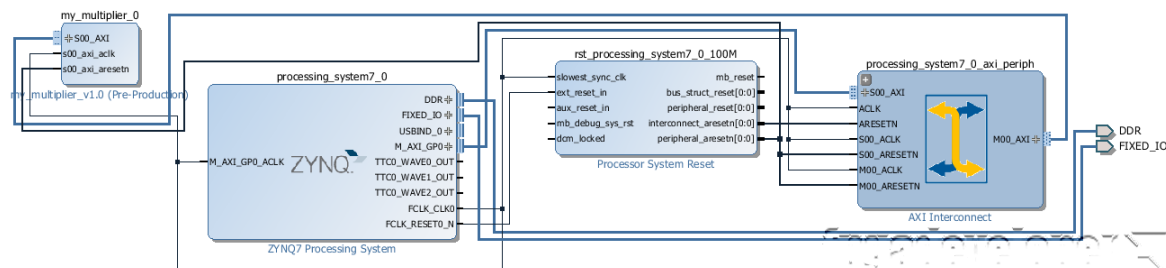 my_multiplier_0
S00_AXI
s00_axi_aclk
s00_axi_aresetn
my_multiplier_v1.0 (Pre-Production)
processing_system7_0
DDR
FIXED_IO
USBIND_0
M_AXI_GP0
M_AXI_GP0_ACLK
TTC0_WAVE0_OUT
TTC0_WAVE1_OUT
TTC0_WAVE2_OUT
FCLK_CLK0
FCLK_RESET0_N
ZYNQ
ZYNQ7 Processing System
rst_processing_system7_0_100M
slowest_sync_clk
ext_reset_in
aux_reset_in
mb_debug_sys_rst
dcm_locked
mb_reset
bus_struct_reset[0:0]
peripheral_reset[0:0]
interconnect_aresetn[0:0]
peripheral_aresetn[0:0]
Processor System Reset
processing_system7_0_axi_periph
S00_AXI
ACLK
ARESETN
S00_ACLK
S00_ARESETN
M00_ACLK
M00_ARESETN
M00_AXI
AXI Interconnect
DDR
FIXED_IO